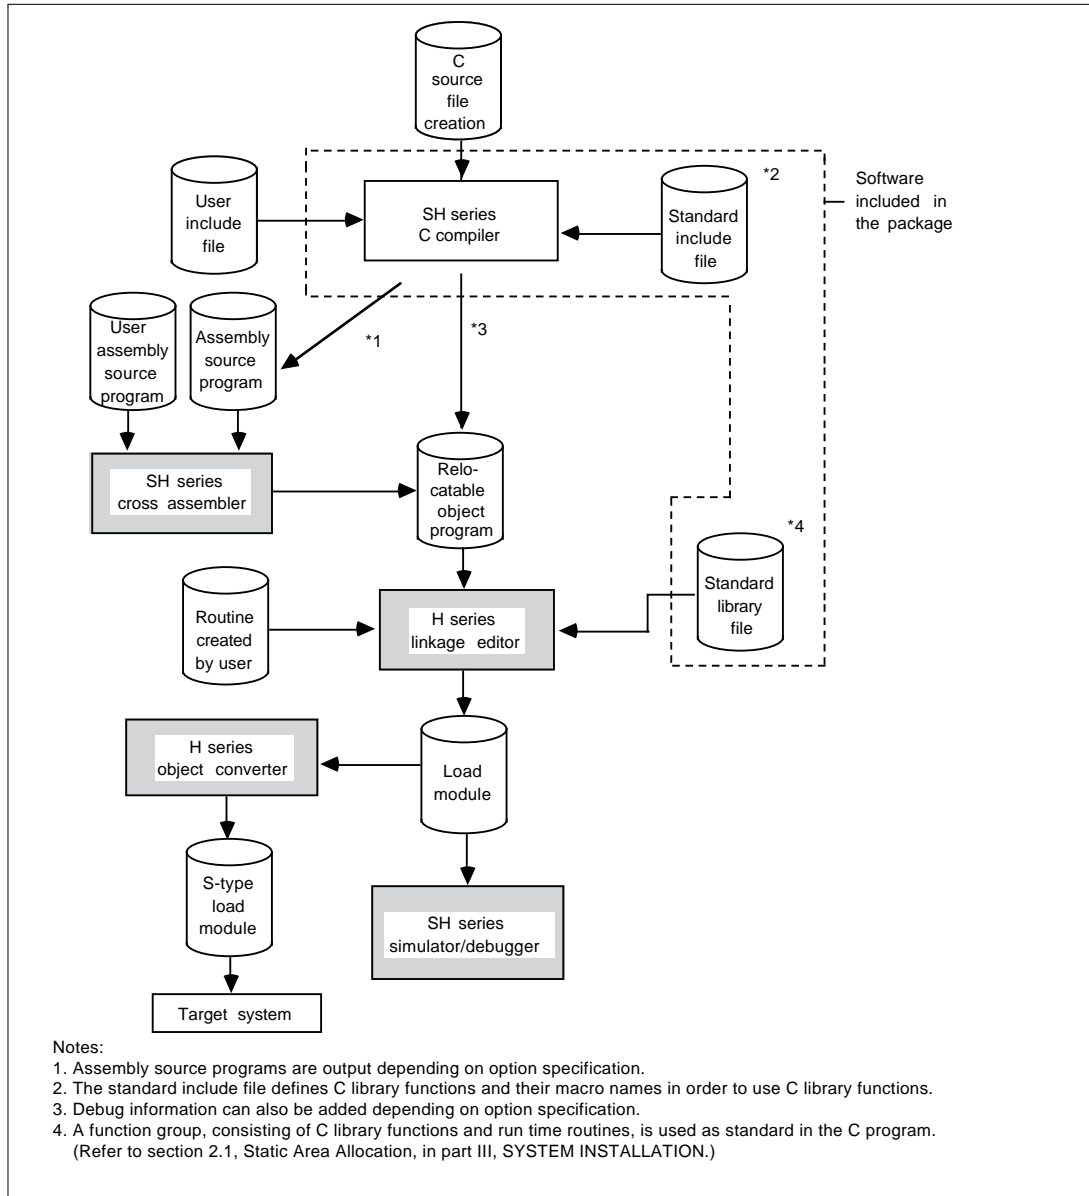 C
source
file
creation
*2
Software
included in
the package
User
include
file
SH series
C compiler
Standard
include
file
*1
*3
User
assembly
source
program
Assembly
source
program
SH series
cross assembler
Relo-
catable
object
program
*4
Standard
library
file
Routine
created
by user
H series
linkage editor
H series
object converter
Load
module
S-type
load
module
SH series
simulator/debugger
Target system
Notes:
1. Assembly source programs are output depending on option specification.
2. The standard include file defines C library functions and their macro names in order to use C library functions.
3. Debug information can also be added depending on option specification.
4. A function group, consisting of C library functions and run time routines, is used as standard in the C program.
(Refer to section 2.1, Static Area Allocation, in part III, SYSTEM INSTALLATION.)